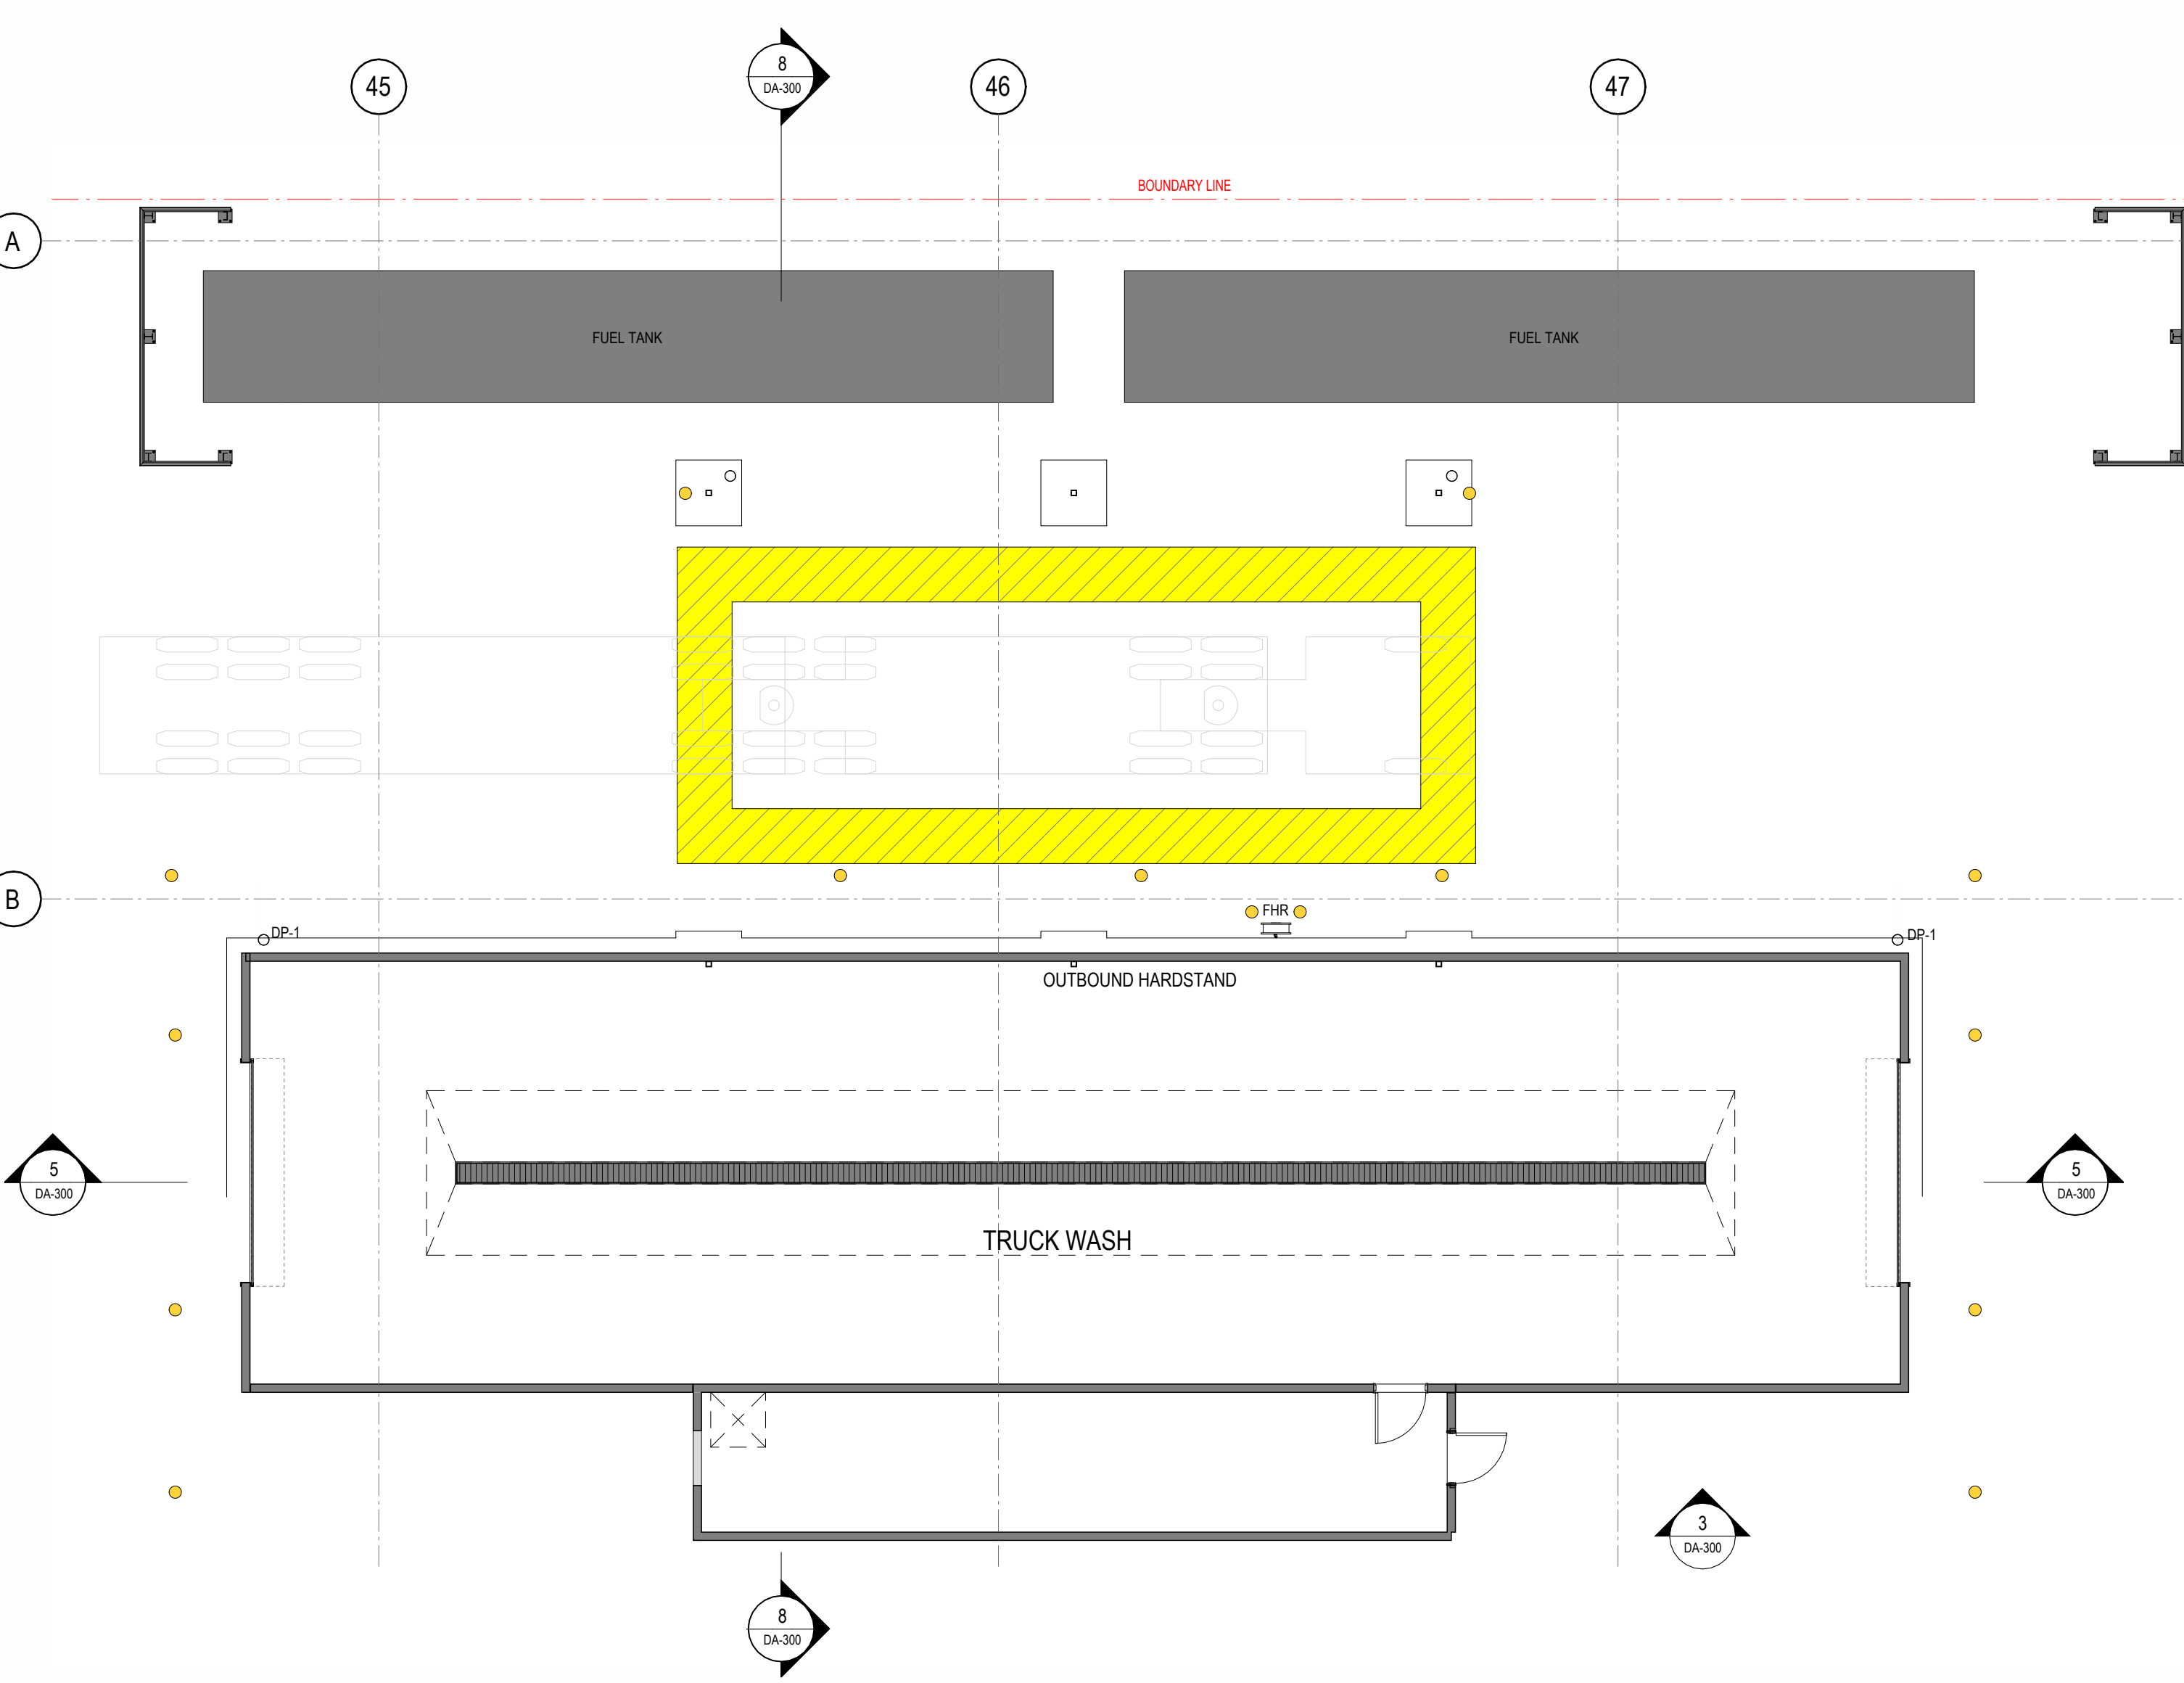 8
DA-300
45
46
47
BOUNDARY LINE
A
FUEL TANK
FUEL TANK
B
FHR
DP-1
DP-1
OUTBOUND HARDSTAND
5
DA-300
5
DA-300
TRUCK WASH
3
DA-300
8
DA-300